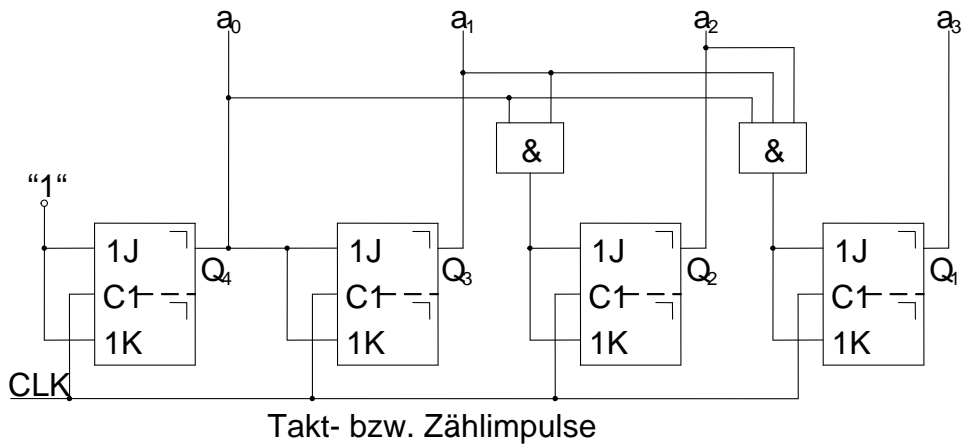 a0 a1 a2 a3
& &
“1“
1J 1J 1J 1J
Q4 Q3 Q2 Q1
C1 C1 C1 C1
1K 1K 1K 1K
CLK
Takt- bzw. Zählimpulse